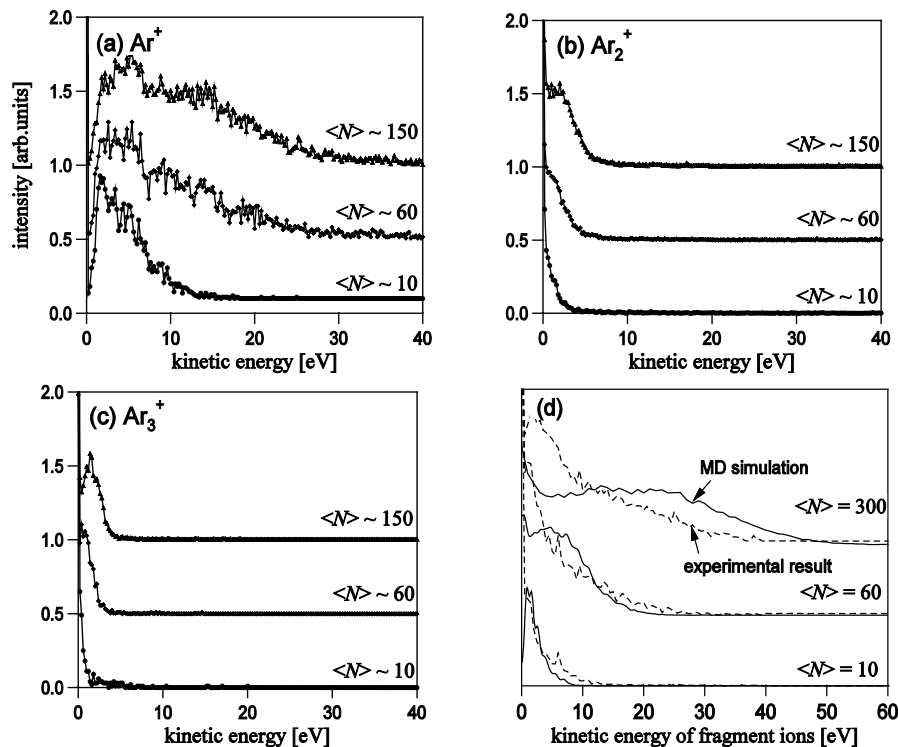 (a) Ar+
2.0
1.5
1.0
0.5
0.0
intensity [arb.units]
<N> ~ 150
<N> ~ 60
<N> ~ 10
0 10 20 30 40
kinetic energy [eV]
(b) Ar2+
2.0
1.5
1.0
0.5
0.0
<N> ~ 150
<N> ~ 60
<N> ~ 10
0 10 20 30 40
kinetic energy [eV]
(c) Ar3+
2.0
1.5
1.0
0.5
0.0
<N> ~ 150
<N> ~ 60
<N> ~ 10
0 10 20 30 40
kinetic energy [eV]
(d)
MD simulation
<N> = 300
experimental result
<N> = 60
<N> = 10
0 10 20 30 40 50 60
kinetic energy of fragment ions [eV]